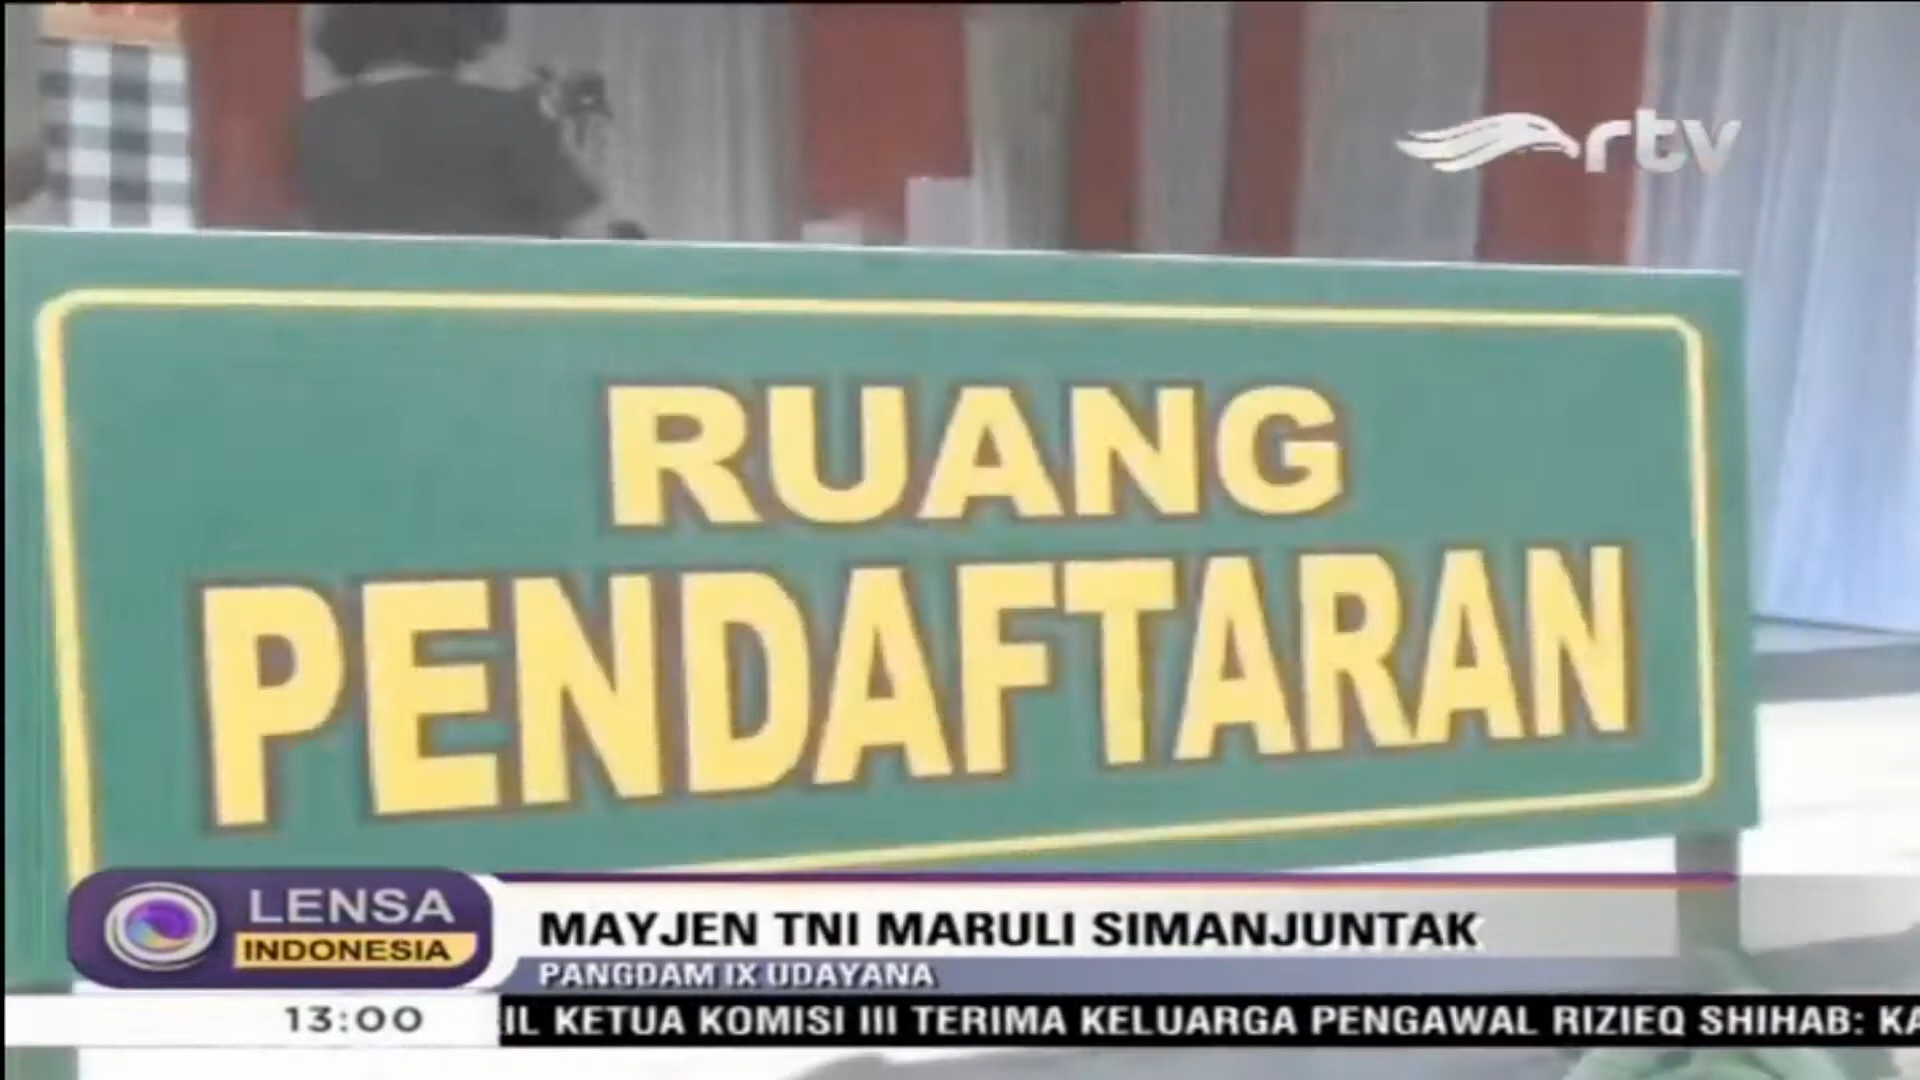 rtv
RUANG
PENDAFTARAN
LENSA
INDONESIA
MAYJEN TNI MARULI SIMANJUNTAK
PANGDAM IX UDAYANA
13:00
IL KETUA KOMISI III TERIMA KELUARGA PENGAWAL RIZIEQ SHIHAB: KA